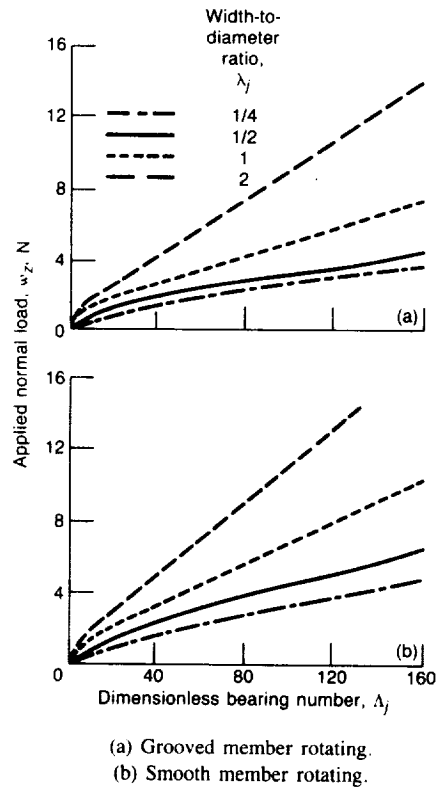 Width-to-
diameter
ratio,
λj
1/4
1/2
1
2
16
12
8
4
0
(a)
Applied normal load, wz, N
16
12
8
4
0
(b)
0 40 80 120 160
Dimensionless bearing number, Λj
(a) Grooved member rotating.
(b) Smooth member rotating.